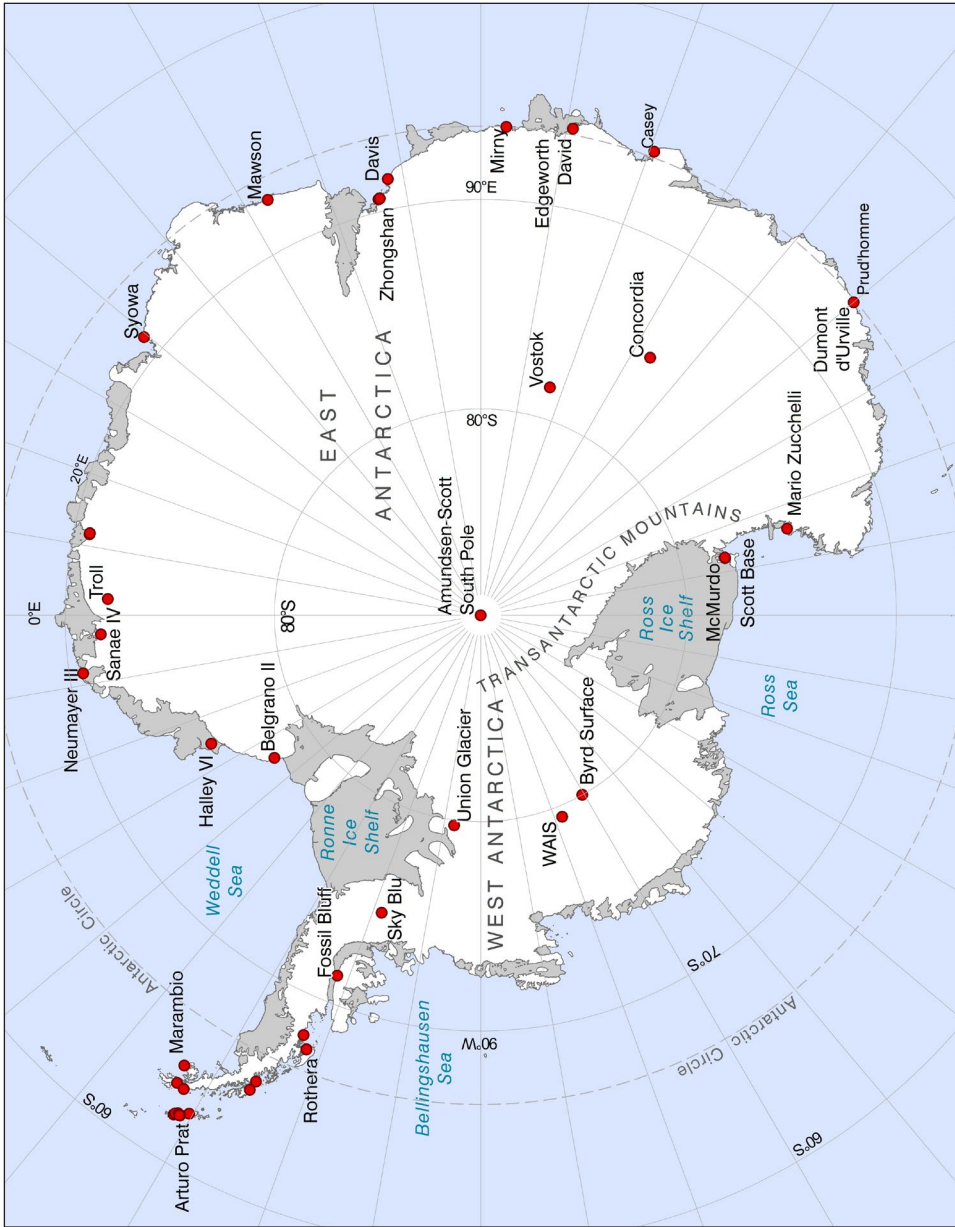 0°E
20°E
Neumayer III
Troll
Sanae IV
Syowa
Antarctic Circle
Halley VI
Weddell
Sea
Belgrano II
80°S
Mawson
Marambio
60°S
Arturo Prat
Ronne
Ice
Shelf
EAST
ANTARCTICA
Zhongshan
Davis
Fossil Bluff
Sky Blu
Rothera
Bellingshausen
Sea
Union Glacier
Amundsen-Scott
South Pole
80°S
90°E
90°W
Mirny
WEST ANTARCTICA
TRANSANTARCTIC MOUNTAINS
Edgeworth
David
Vostok
WAIS
Byrd Surface
Concordia
Casey
Ross
Ice
Shelf
McMurdo
Scott Base
70°S
Ross
Sea
Mario Zucchelli
Dumont
d'Urville
Prud'homme
Antarctic Circle
60°S